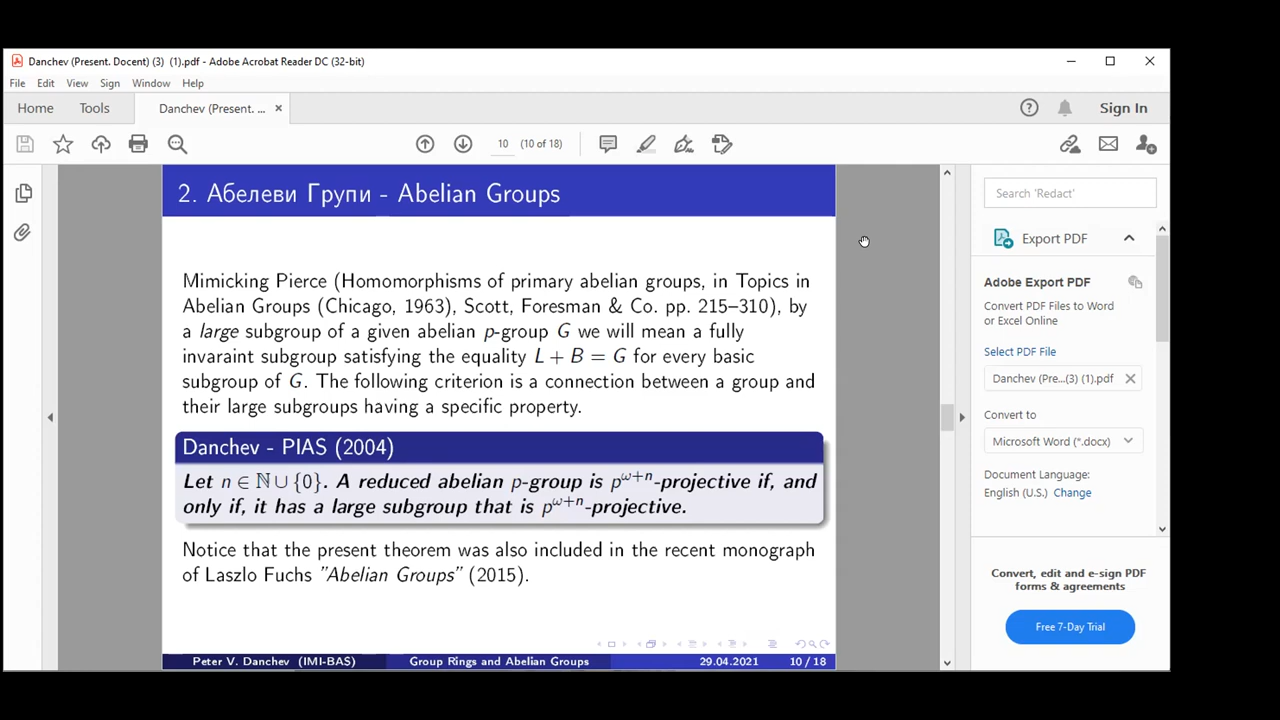 Danchev (Present. Docent) (3) (1).pdf - Adobe Acrobat Reader DC (32-bit)
File Edit View Sign Window Help
Home Tools Danchev (Present. ... × Sign In
10 (10 of 18)
2. Абелеви Групи - Abelian Groups
Mimicking Pierce (Homomorphisms of primary abelian groups, in Topics in
Abelian Groups (Chicago, 1963), Scott, Foresman & Co. pp. 215–310), by
a large subgroup of a given abelian p-group G we will mean a fully
invaraint subgroup satisfying the equality L + B = G for every basic
subgroup of G. The following criterion is a connection between a group and
their large subgroups having a specific property.
Danchev - PIAS (2004)
Let n ∈ ℕ ∪ {0}. A reduced abelian p-group is p^{ω+n}-projective if, and
only if, it has a large subgroup that is p^{ω+n}-projective.
Notice that the present theorem was also included in the recent monograph
of Laszlo Fuchs "Abelian Groups" (2015).
Peter V. Danchev (IMI-BAS) Group Rings and Abelian Groups 29.04.2021 10 / 18
Search 'Redact'
Export PDF
Adobe Export PDF
Convert PDF Files to Word
or Excel Online
Select PDF File
Danchev (Pre...(3) (1).pdf ×
Convert to
Microsoft Word (*.docx)
Document Language:
English (U.S.) Change
Convert, edit and e-sign PDF
forms & agreements
Free 7-Day Trial